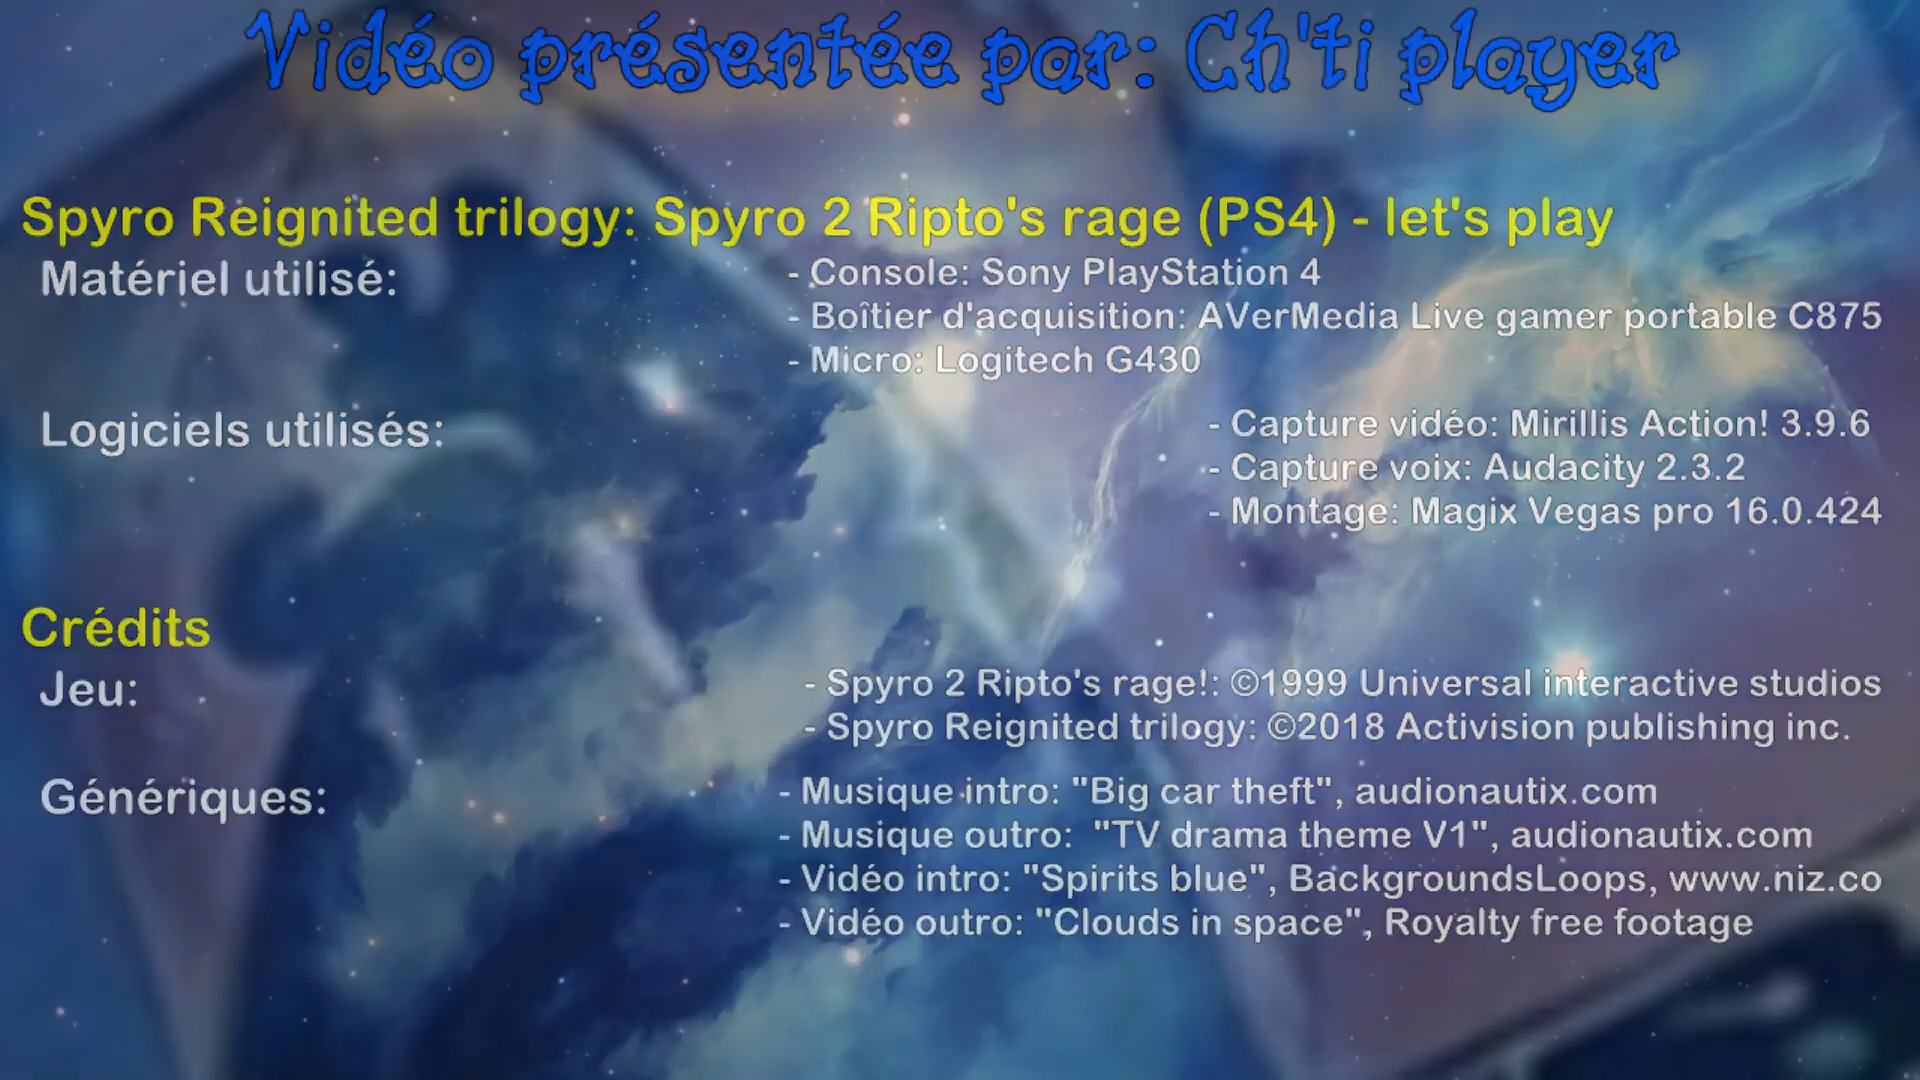 Vidéo présentée par: Ch'ti player
Spyro Reignited trilogy: Spyro 2 Ripto's rage (PS4) - let's play
Matériel utilisé:
- Console: Sony PlayStation 4
- Boîtier d'acquisition: AVerMedia Live gamer portable C875
- Micro: Logitech G430
Logiciels utilisés:
- Capture vidéo: Mirillis Action! 3.9.6
- Capture voix: Audacity 2.3.2
- Montage: Magix Vegas pro 16.0.424
Crédits
Jeu:
- Spyro 2 Ripto's rage!: ©1999 Universal interactive studios
- Spyro Reignited trilogy: ©2018 Activision publishing inc.
Génériques:
- Musique intro: "Big car theft", audionautix.com
- Musique outro: "TV drama theme V1", audionautix.com
- Vidéo intro: "Spirits blue", BackgroundsLoops, www.niz.co
- Vidéo outro: "Clouds in space", Royalty free footage